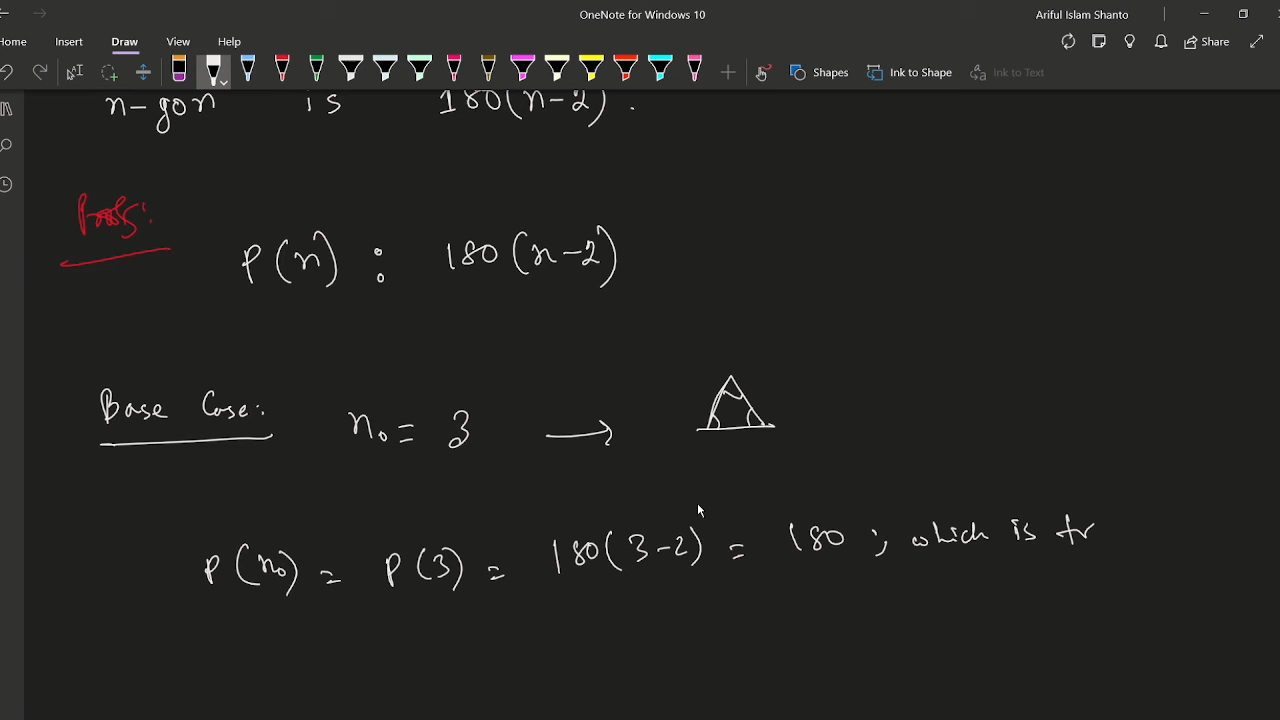 OneNote for Windows 10
Ariful Islam Shanto
Home Insert Draw View Help
Share
Shapes Ink to Shape Ink to Text
n-gon is 180(n-2).
Proof:
P(n) : 180(n-2)
Base Case: n₀ = 3 →
P(n₀) = P(3) = 180(3-2) = 180 ; which is tr